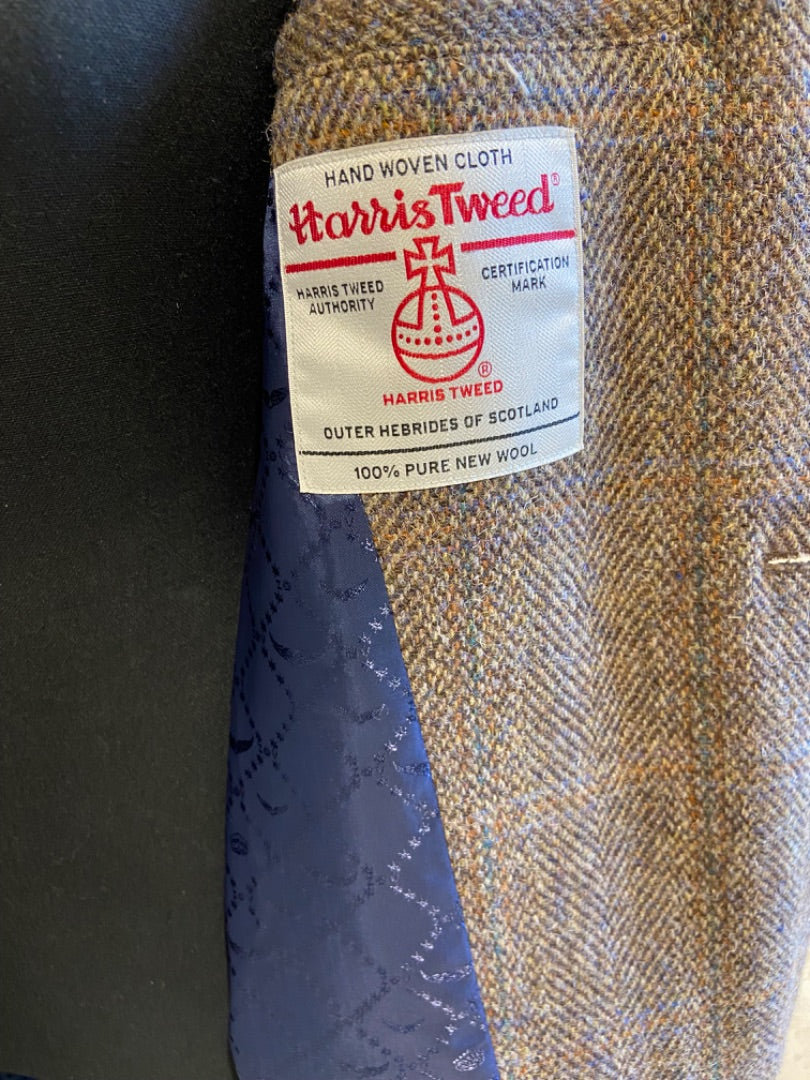 HAND WOVEN CLOTH
Harris Tweed®
HARRIS TWEED
AUTHORITY
CERTIFICATION
MARK
®
HARRIS TWEED
OUTER HEBRIDES OF SCOTLAND
100% PURE NEW WOOL